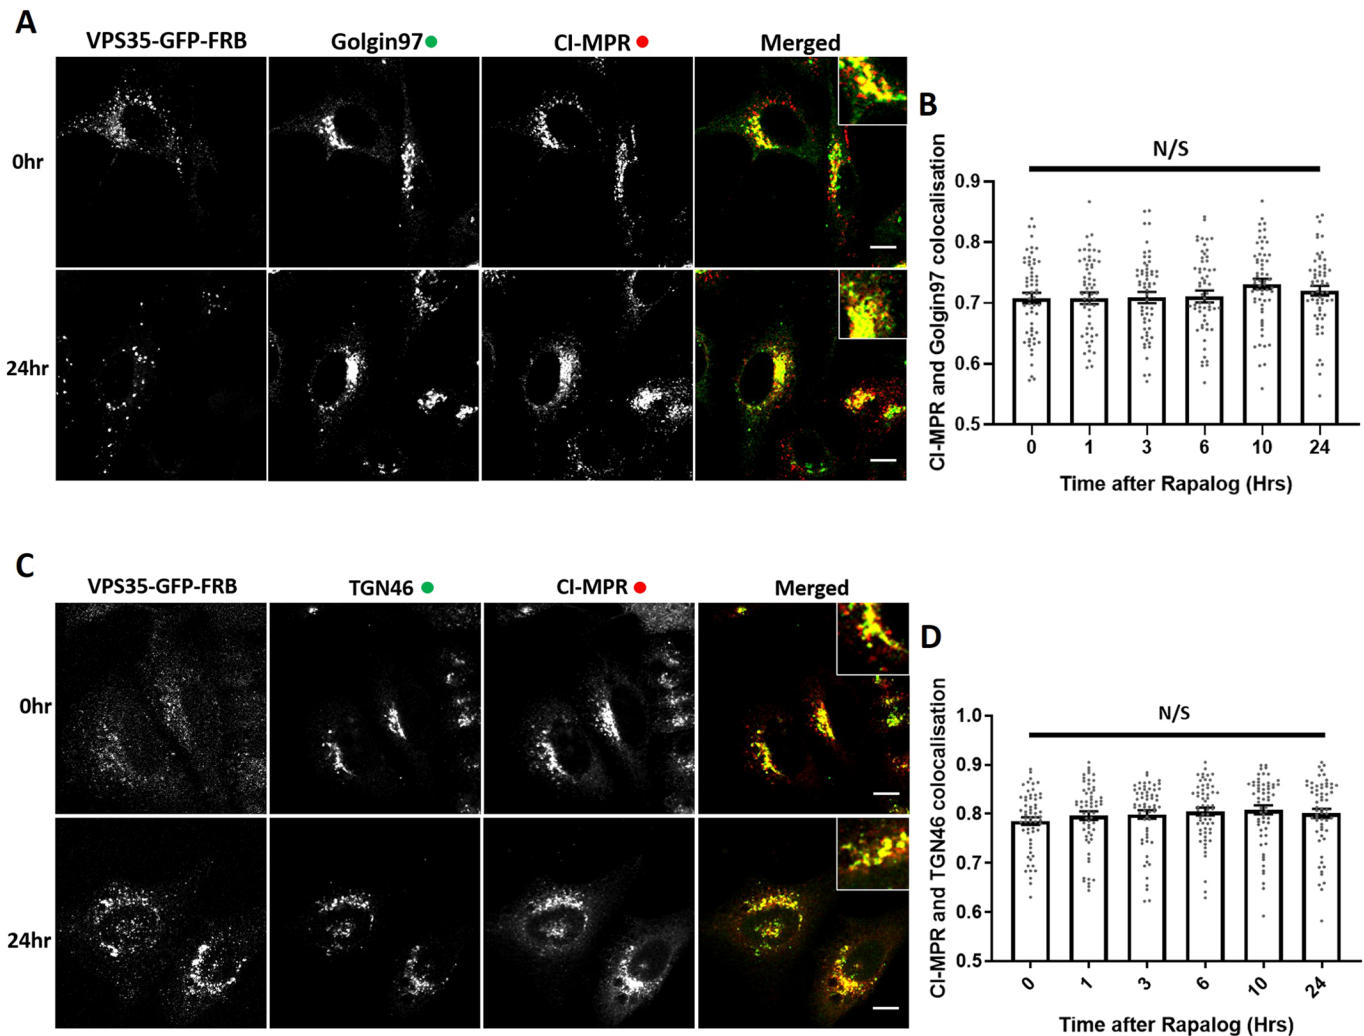 A
VPS35-GFP-FRB Golgin97 CI-MPR Merged
0hr
24hr
B
N/S
CI-MPR and Golgin97 colocalisation
0.9
0.8
0.7
0.6
0.5
0 1 3 6 10 24
Time after Rapalog (Hrs)
C
VPS35-GFP-FRB TGN46 CI-MPR Merged
0hr
24hr
D
N/S
CI-MPR and TGN46 colocalisation
1.0
0.9
0.8
0.7
0.6
0.5
0 1 3 6 10 24
Time after Rapalog (Hrs)